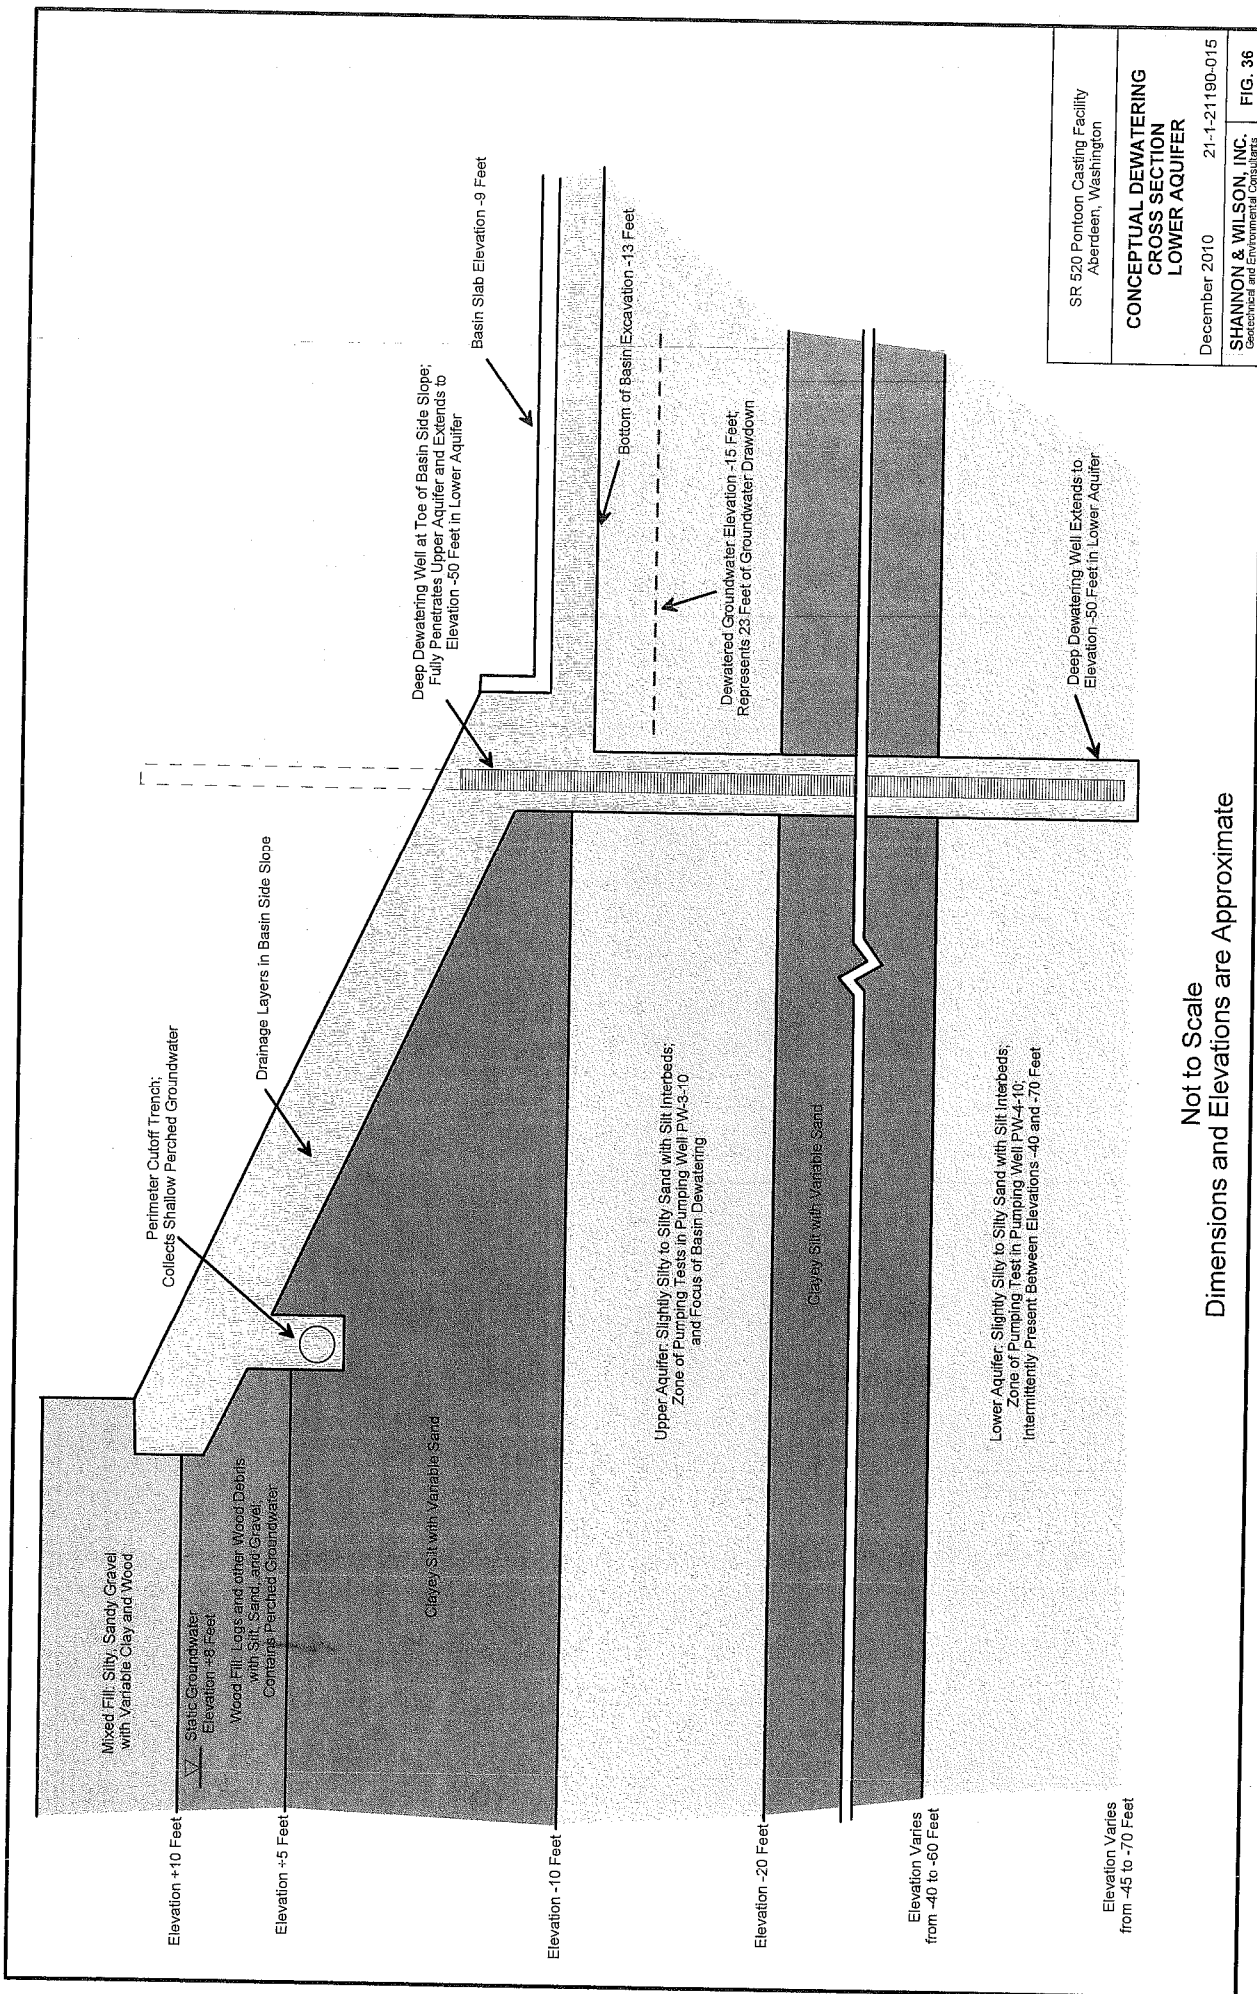 Mixed Fill: Silty, Sandy Gravel
with Variable Clay and Wood
Elevation +10 Feet
Static Groundwater
Elevation +8 Feet
Wood Fill: Logs and other Wood Debris
with Silt, Sand, and Gravel;
Contains Perched Groundwater
Elevation +5 Feet
Clayey Silt with Variable Sand
Elevation -10 Feet
Upper Aquifer: Slightly Silty to Silty Sand with Silt Interbeds;
Zone of Pumping Tests in Pumping Well PW-3-10
and Focus of Basin Dewatering
Elevation -20 Feet
Clayey Silt with Variable Sand
Elevation Varies
from -40 to -60 Feet
Lower Aquifer: Slightly Silty to Silty Sand with Silt Interbeds;
Zone of Pumping Test in Pumping Well PW-4-10;
Intermittently Present Between Elevations -40 and -70 Feet
Elevation Varies
from -45 to -70 Feet
Perimeter Cutoff Trench;
Collects Shallow Perched Groundwater
Drainage Layers in Basin Side Slope
Deep Dewatering Well at Toe of Basin Side Slope;
Fully Penetrates Upper Aquifer and Extends to
Elevation -50 Feet in Lower Aquifer
Basin Slab Elevation -9 Feet
Bottom of Basin Excavation -13 Feet
Dewatered Groundwater Elevation -15 Feet;
Represents 23 Feet of Groundwater Drawdown
Deep Dewatering Well Extends to
Elevation -50 Feet in Lower Aquifer
Not to Scale
Dimensions and Elevations are Approximate
SR 520 Pontoon Casting Facility
Aberdeen, Washington
CONCEPTUAL DEWATERING
CROSS SECTION
LOWER AQUIFER
December 2010 21-1-21190-015
SHANNON & WILSON, INC.
Geotechnical and Environmental Consultants
FIG. 36